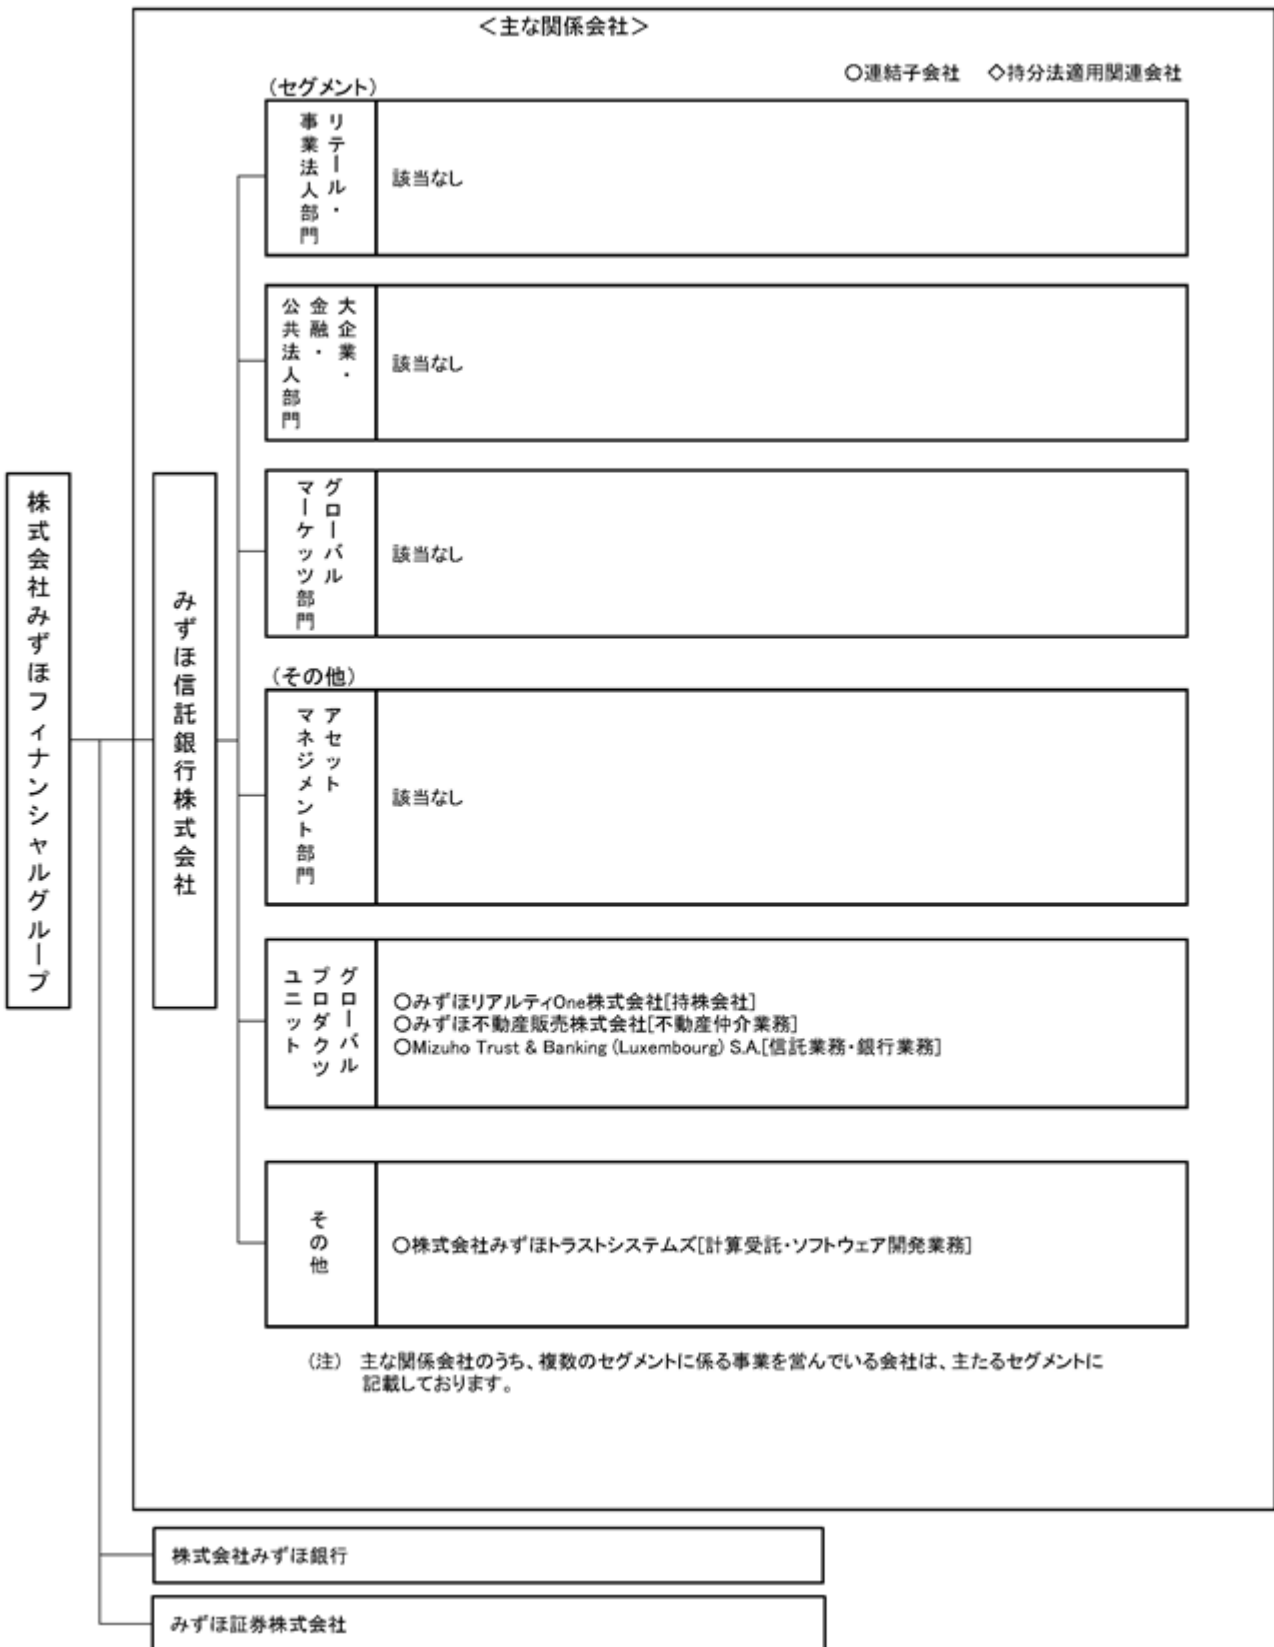 ＜主な関係会社＞
○連結子会社　◇持分法適用関連会社
(セグメント)
リテール・
事業法人部門
該当なし
大企業・
金融・
公共法人部門
該当なし
グローバル
マーケッツ部門
該当なし
(その他)
アセット
マネジメント部門
該当なし
グローバル
プロダクツ
ユニット
○みずほリアルティOne株式会社[持株会社]
○みずほ不動産販売株式会社[不動産仲介業務]
○Mizuho Trust & Banking (Luxembourg) S.A.[信託業務・銀行業務]
その他
○株式会社みずほトラストシステムズ[計算受託・ソフトウェア開発業務]
(注)　主な関係会社のうち、複数のセグメントに係る事業を営んでいる会社は、主たるセグメントに
記載しております。
株式会社みずほフィナンシャルグループ
みずほ信託銀行株式会社
株式会社みずほ銀行
みずほ証券株式会社